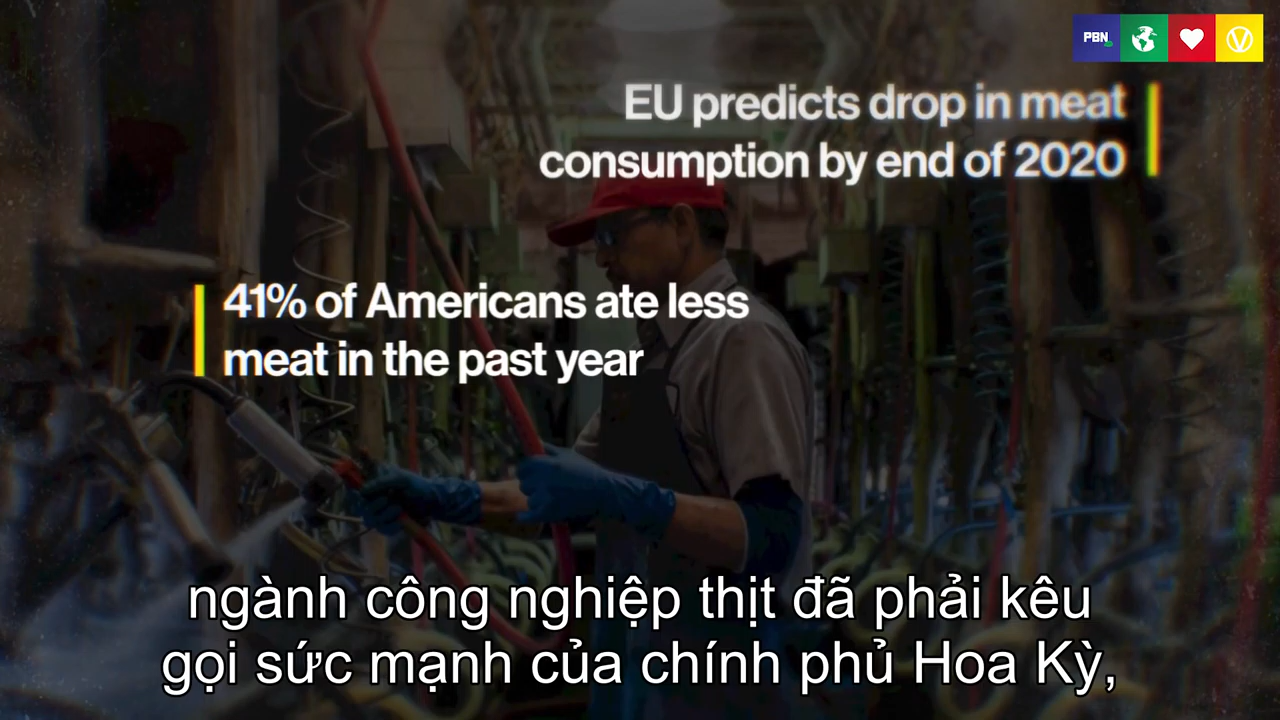 PBN
EU predicts drop in meat
consumption by end of 2020
41% of Americans ate less
meat in the past year
ngành công nghiệp thịt đã phải kêu
gọi sức mạnh của chính phủ Hoa Kỳ,